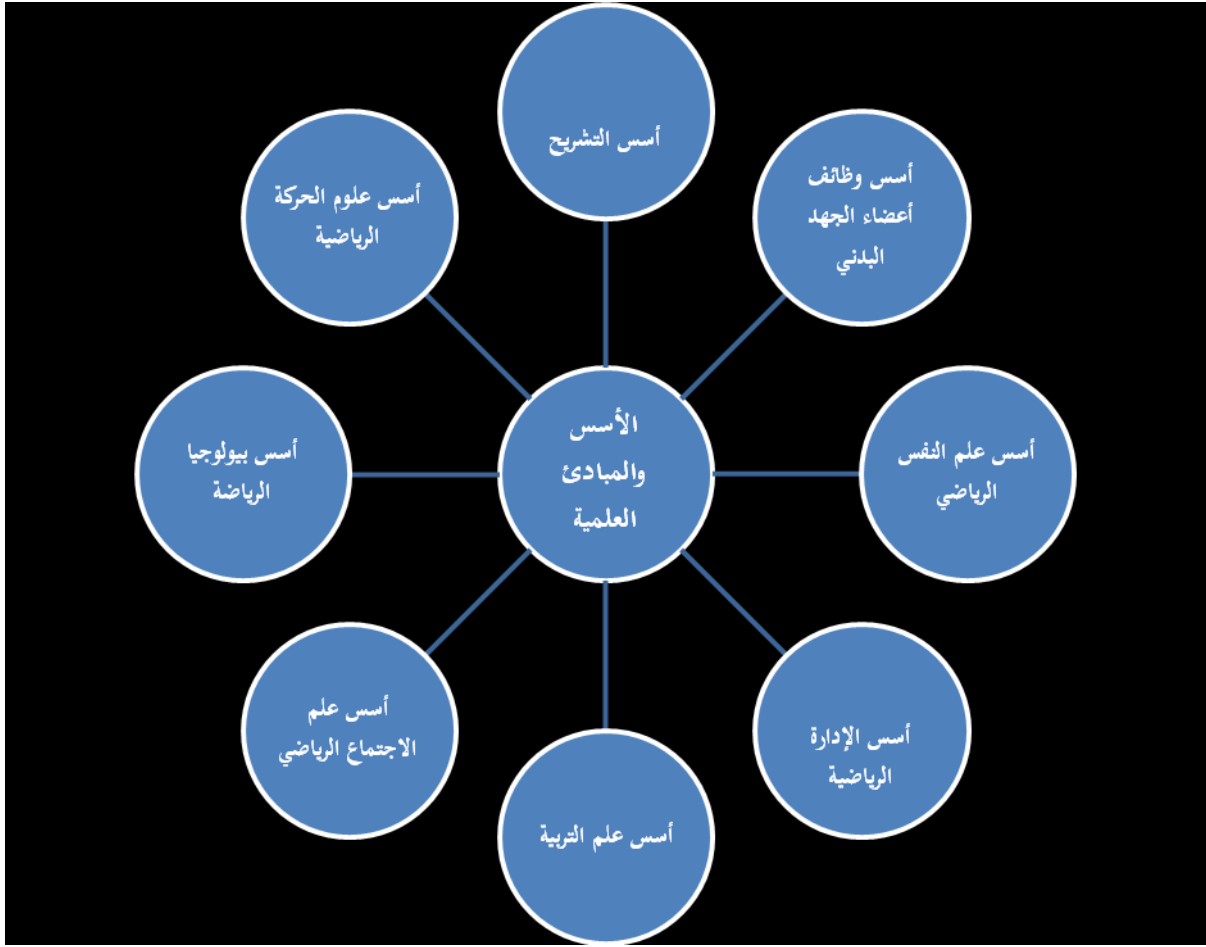 أسس التشريح
أسس وظائف
أعضاء الجهد
البدني
أسس علم النفس
الرياضي
أسس الإدارة
الرياضية
أسس علم التربية
أسس علم
الاجتماع الرياضي
أسس بيولوجيا
الرياضة
أسس علوم الحركة
الرياضية
الأسس
والمبادئ
العلمية